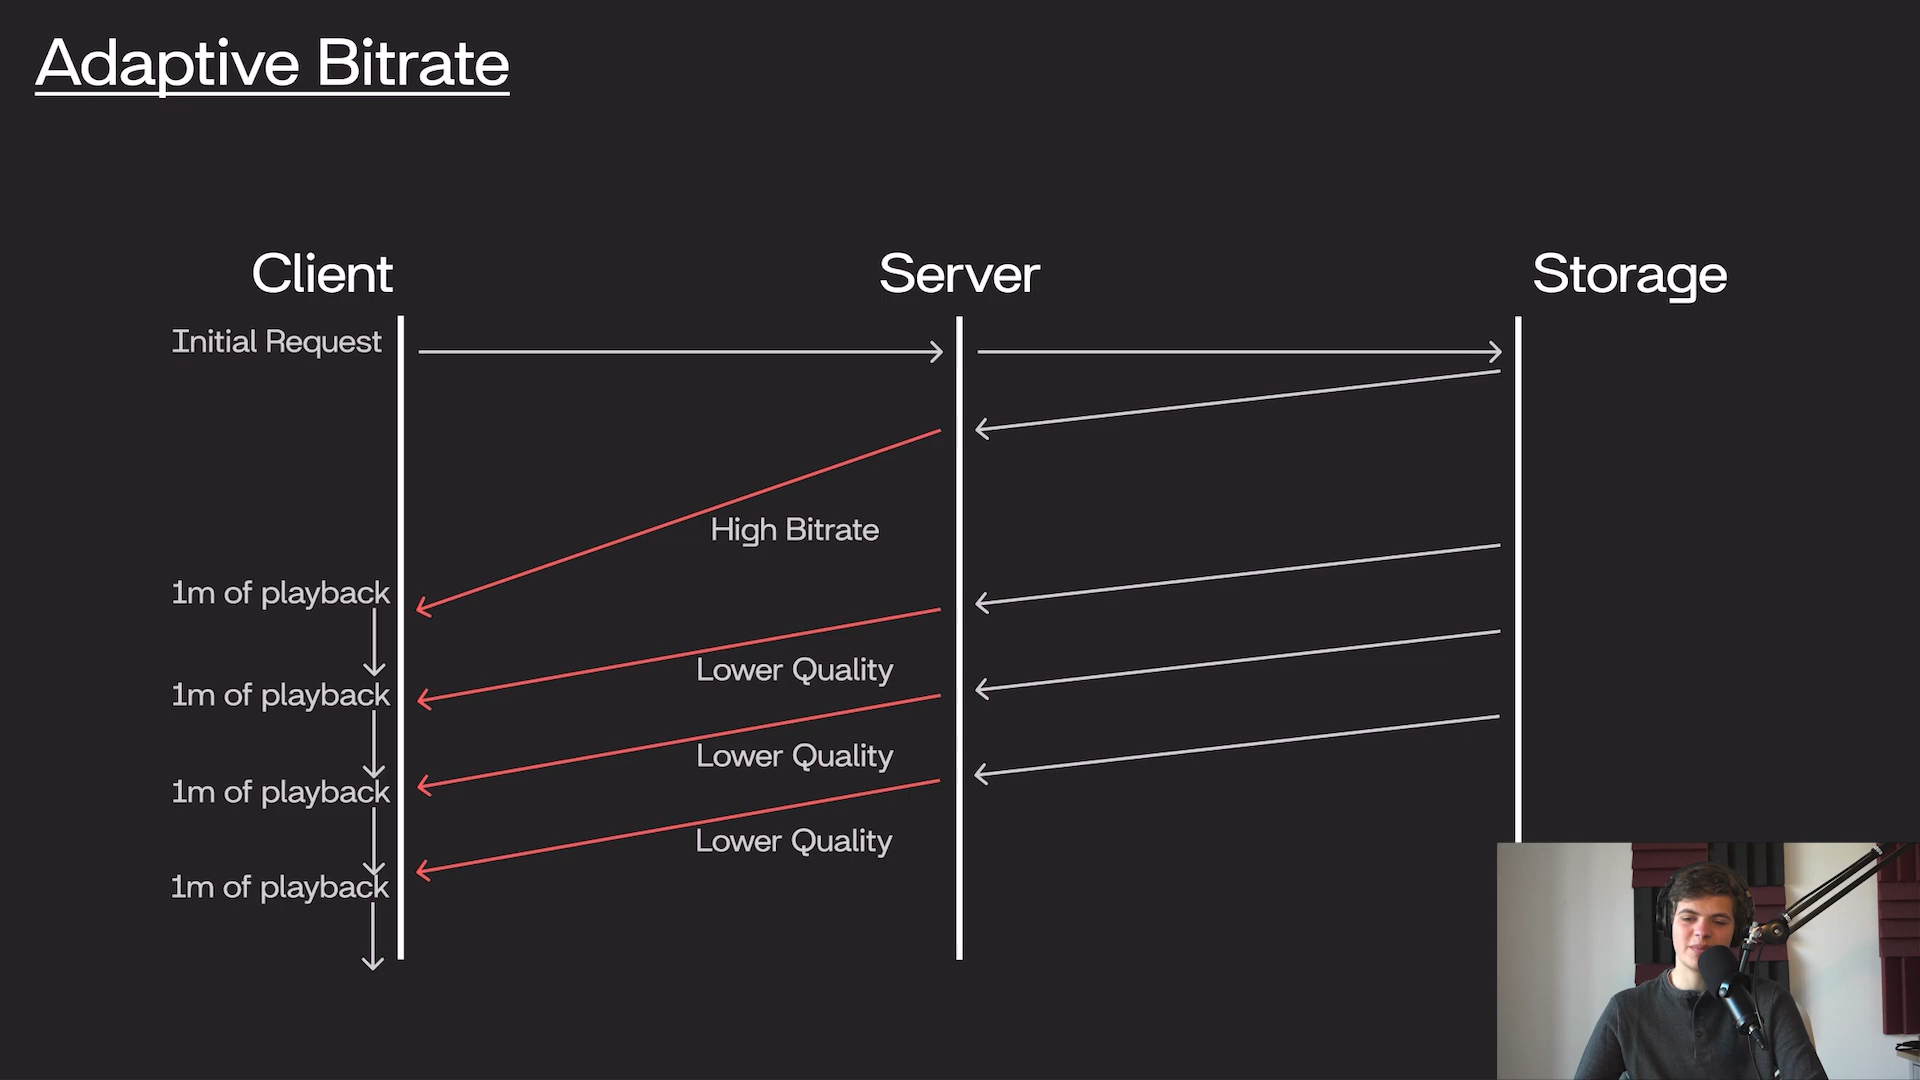 Adaptive Bitrate
Client
Server
Storage
Initial Request
High Bitrate
1m of playback
Lower Quality
1m of playback
Lower Quality
1m of playback
Lower Quality
1m of playback